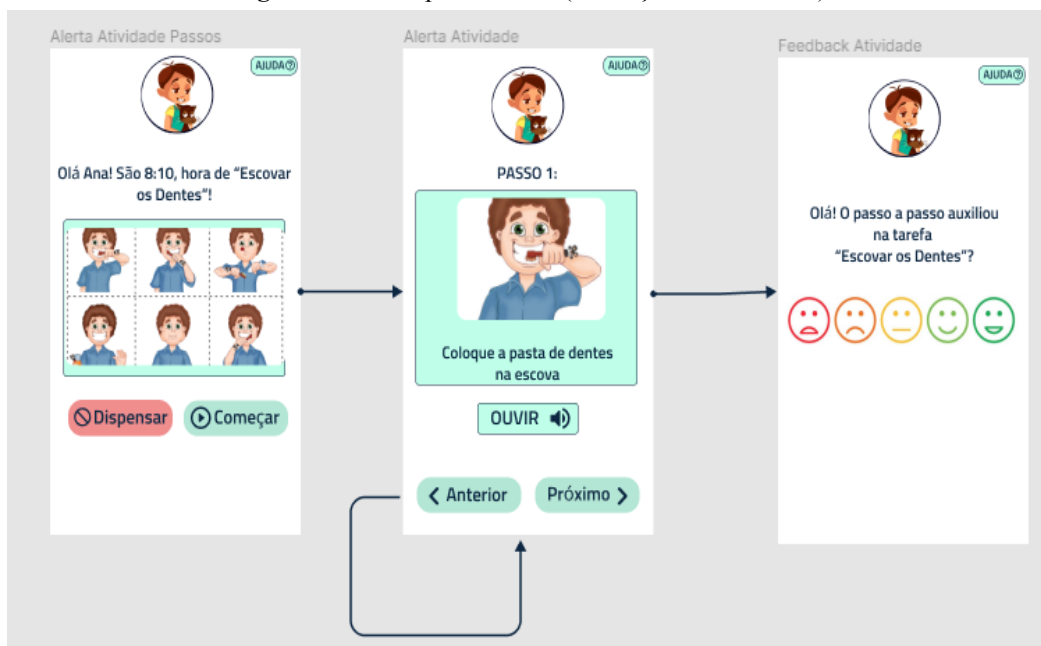 Alerta Atividade Passos
AJUDA
Olá Ana! São 8:10, hora de "Escovar
os Dentes"!
Dispensar
Começar
Alerta Atividade
AJUDA
PASSO 1:
Coloque a pasta de dentes
na escova
OUVIR
Anterior
Próximo
Feedback Atividade
AJUDA
Olá! O passo a passo auxiliou
na tarefa
"Escovar os Dentes"?